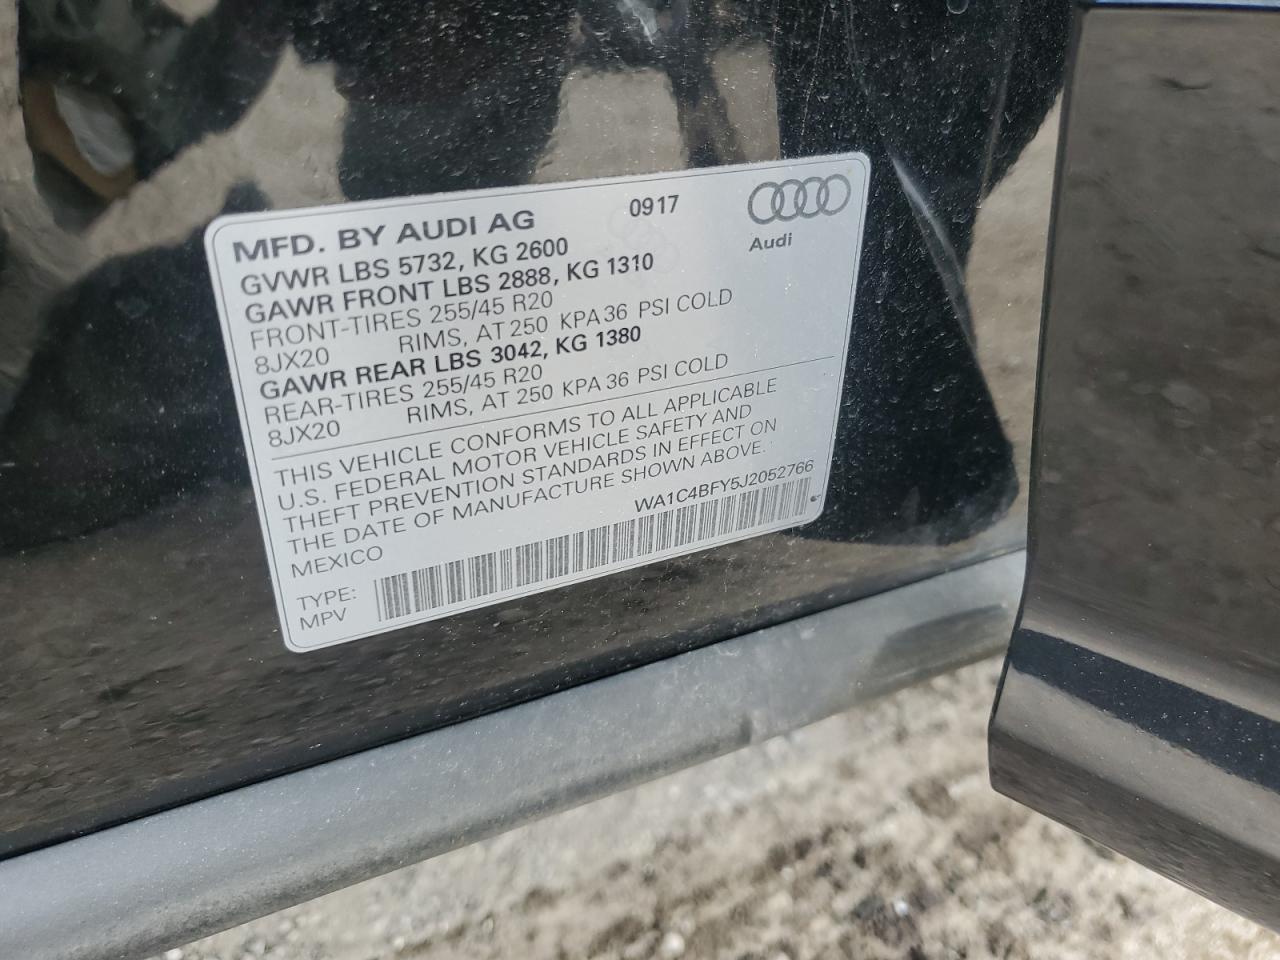 MFD. BY AUDI AG 0917
Audi
GVWR LBS 5732, KG 2600
GAWR FRONT LBS 2888, KG 1310
FRONT-TIRES 255/45 R20
8JX20 RIMS, AT 250 KPA 36 PSI COLD
GAWR REAR LBS 3042, KG 1380
REAR-TIRES 255/45 R20
8JX20 RIMS, AT 250 KPA 36 PSI COLD
THIS VEHICLE CONFORMS TO ALL APPLICABLE
U.S. FEDERAL MOTOR VEHICLE SAFETY AND
THEFT PREVENTION STANDARDS IN EFFECT ON
THE DATE OF MANUFACTURE SHOWN ABOVE.
MEXICO WA1C4BFY5J2052766
TYPE:
MPV